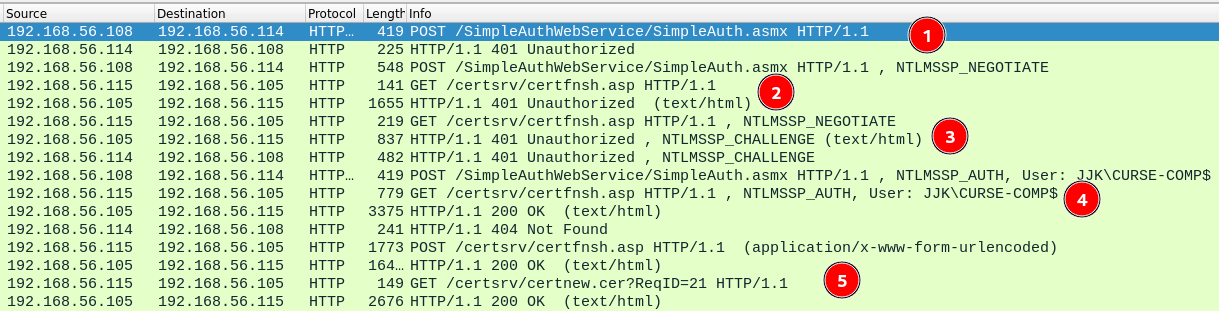 Source Destination Protocol Length Info
192.168.56.108 192.168.56.114 HTTP… 419 POST /SimpleAuthWebService/SimpleAuth.asmx HTTP/1.1 1
192.168.56.114 192.168.56.108 HTTP 225 HTTP/1.1 401 Unauthorized
192.168.56.108 192.168.56.114 HTTP 548 POST /SimpleAuthWebService/SimpleAuth.asmx HTTP/1.1 , NTLMSSP_NEGOTIATE
192.168.56.115 192.168.56.105 HTTP 141 GET /certsrv/certfnsh.asp HTTP/1.1 2
192.168.56.105 192.168.56.115 HTTP 1655 HTTP/1.1 401 Unauthorized (text/html)
192.168.56.115 192.168.56.105 HTTP 219 GET /certsrv/certfnsh.asp HTTP/1.1 , NTLMSSP_NEGOTIATE
192.168.56.105 192.168.56.115 HTTP 837 HTTP/1.1 401 Unauthorized , NTLMSSP_CHALLENGE (text/html) 3
192.168.56.114 192.168.56.108 HTTP 482 HTTP/1.1 401 Unauthorized , NTLMSSP_CHALLENGE
192.168.56.108 192.168.56.114 HTTP… 419 POST /SimpleAuthWebService/SimpleAuth.asmx HTTP/1.1 , NTLMSSP_AUTH, User: JJK\CURSE-COMP$
192.168.56.115 192.168.56.105 HTTP 779 GET /certsrv/certfnsh.asp HTTP/1.1 , NTLMSSP_AUTH, User: JJK\CURSE-COMP$ 4
192.168.56.105 192.168.56.115 HTTP 3375 HTTP/1.1 200 OK (text/html)
192.168.56.114 192.168.56.108 HTTP 241 HTTP/1.1 404 Not Found
192.168.56.115 192.168.56.105 HTTP 1773 POST /certsrv/certfnsh.asp HTTP/1.1 (application/x-www-form-urlencoded)
192.168.56.105 192.168.56.115 HTTP 164… HTTP/1.1 200 OK (text/html)
192.168.56.115 192.168.56.105 HTTP 149 GET /certsrv/certnew.cer?ReqID=21 HTTP/1.1 5
192.168.56.105 192.168.56.115 HTTP 2676 HTTP/1.1 200 OK (text/html)